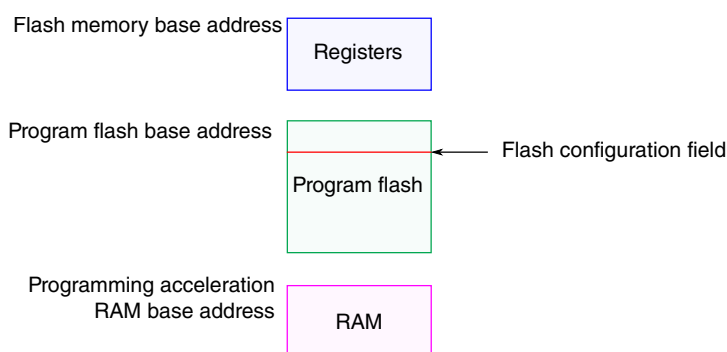 Flash memory base address
Registers
Program flash base address
Flash configuration field
Program flash
Programming acceleration
RAM base address
RAM